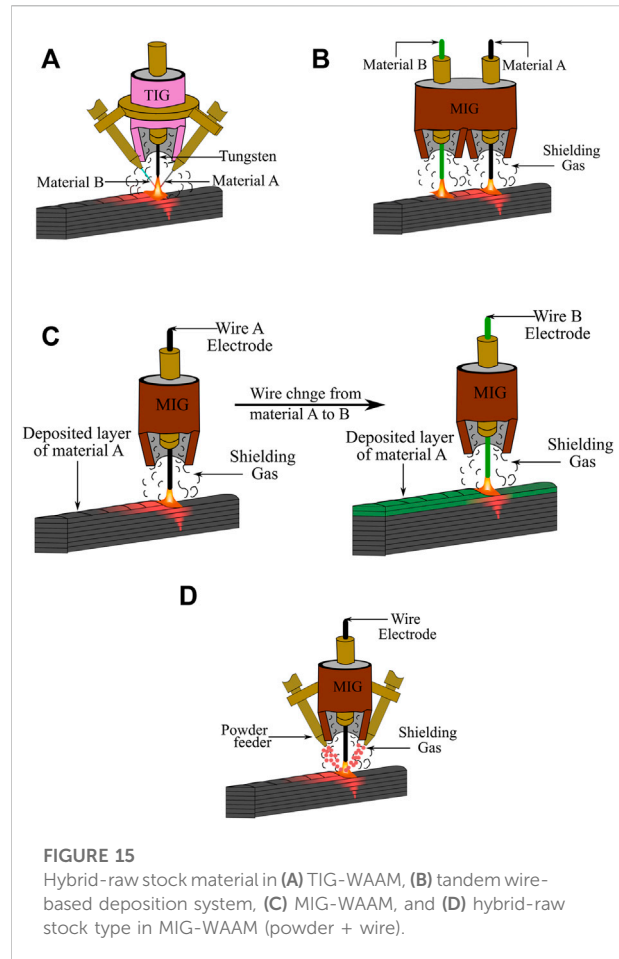 A
TIG
Tungsten
Material B
Material A
B
Material B
Material A
MIG
Shielding
Gas
C
Wire A
Electrode
MIG
Deposited layer
of material A
Shielding
Gas
Wire chnge from
material A to B
Wire B
Electrode
MIG
Deposited layer
of material A
Shielding
Gas
D
Wire
Electrode
MIG
Powder
feeder
Shielding
Gas
FIGURE 15
Hybrid-raw stock material in (A) TIG-WAAM, (B) tandem wire-
based deposition system, (C) MIG-WAAM, and (D) hybrid-raw
stock type in MIG-WAAM (powder + wire).